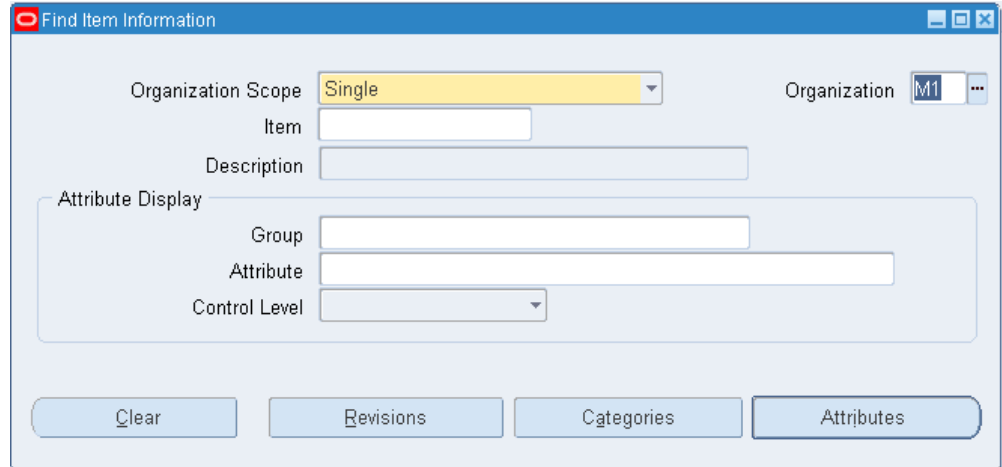 Find Item Information
Organization Scope Single Organization M1 ...
Item
Description
Attribute Display
Group
Attribute
Control Level
Clear Revisions Categories Attributes